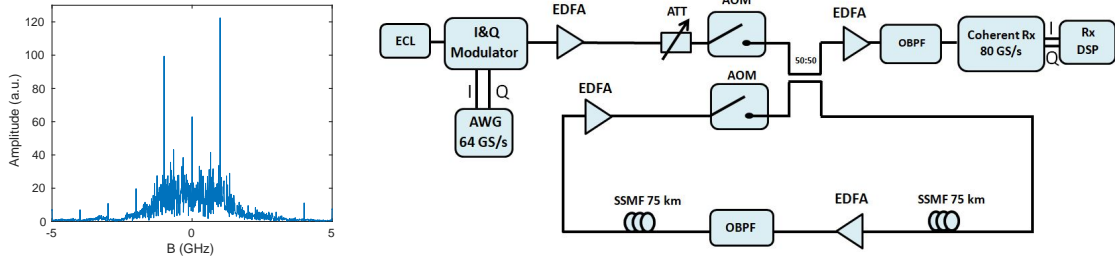 Amplitude (a.u.)
120
100
80
60
40
20
0
-5
0
5
B (GHz)
ECL
I&Q
Modulator
I
Q
AWG
64 GS/s
EDFA
ATT
AOM
50:50
EDFA
OBPF
Coherent Rx
80 GS/s
I
Q
Rx
DSP
EDFA
AOM
SSMF 75 km
OBPF
EDFA
SSMF 75 km